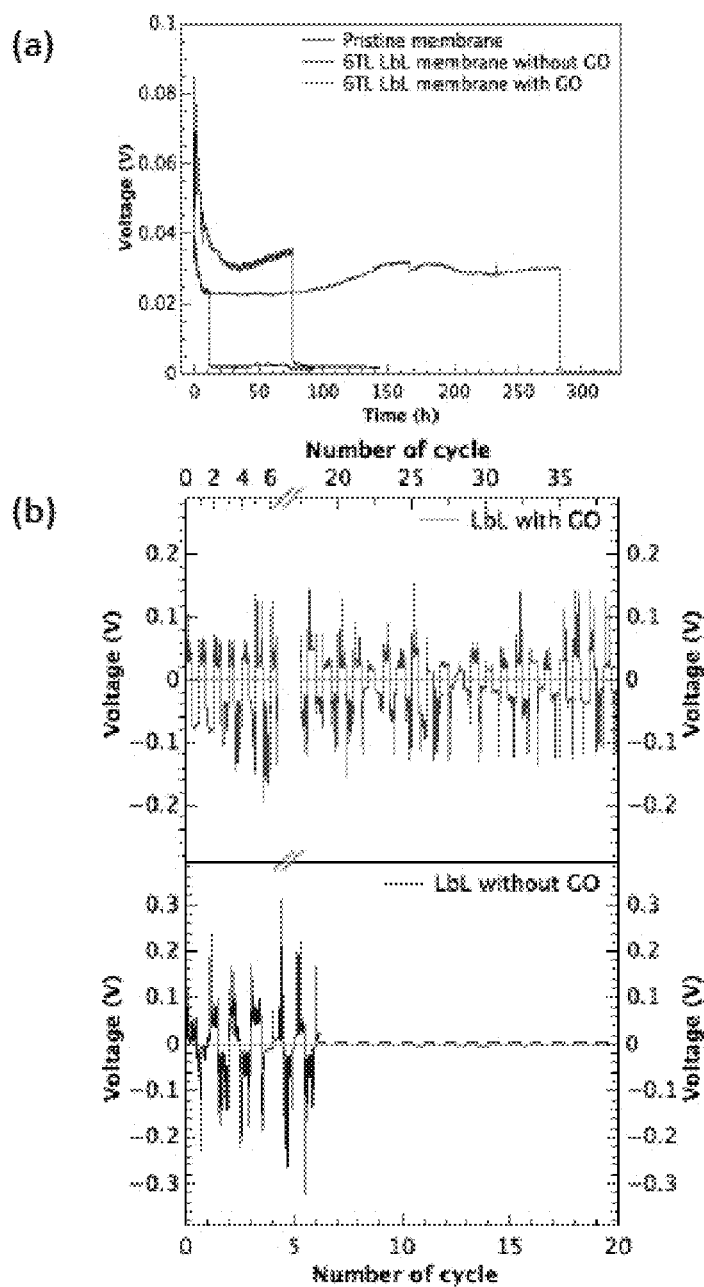 (a)
0.1
0.08
0.06
0.04
0.02
0
Voltage (V)
Pristine membrane
6TL LbL membrane without GO
6TL LbL membrane with GO
0 50 100 150 200 250 300
Time (h)
(b)
Number of cycle
0 2 4 6 20 25 30 35
LbL with GO
Voltage (V)
0.2
0.1
0
−0.1
−0.2
0.2
0.1
0
−0.1
−0.2
Voltage (V)
LbL without GO
Voltage (V)
0.3
0.2
0.1
0
−0.1
−0.2
−0.3
0.3
0.2
0.1
0
−0.1
−0.2
−0.3
Voltage (V)
0 5 10 15 20
Number of cycle